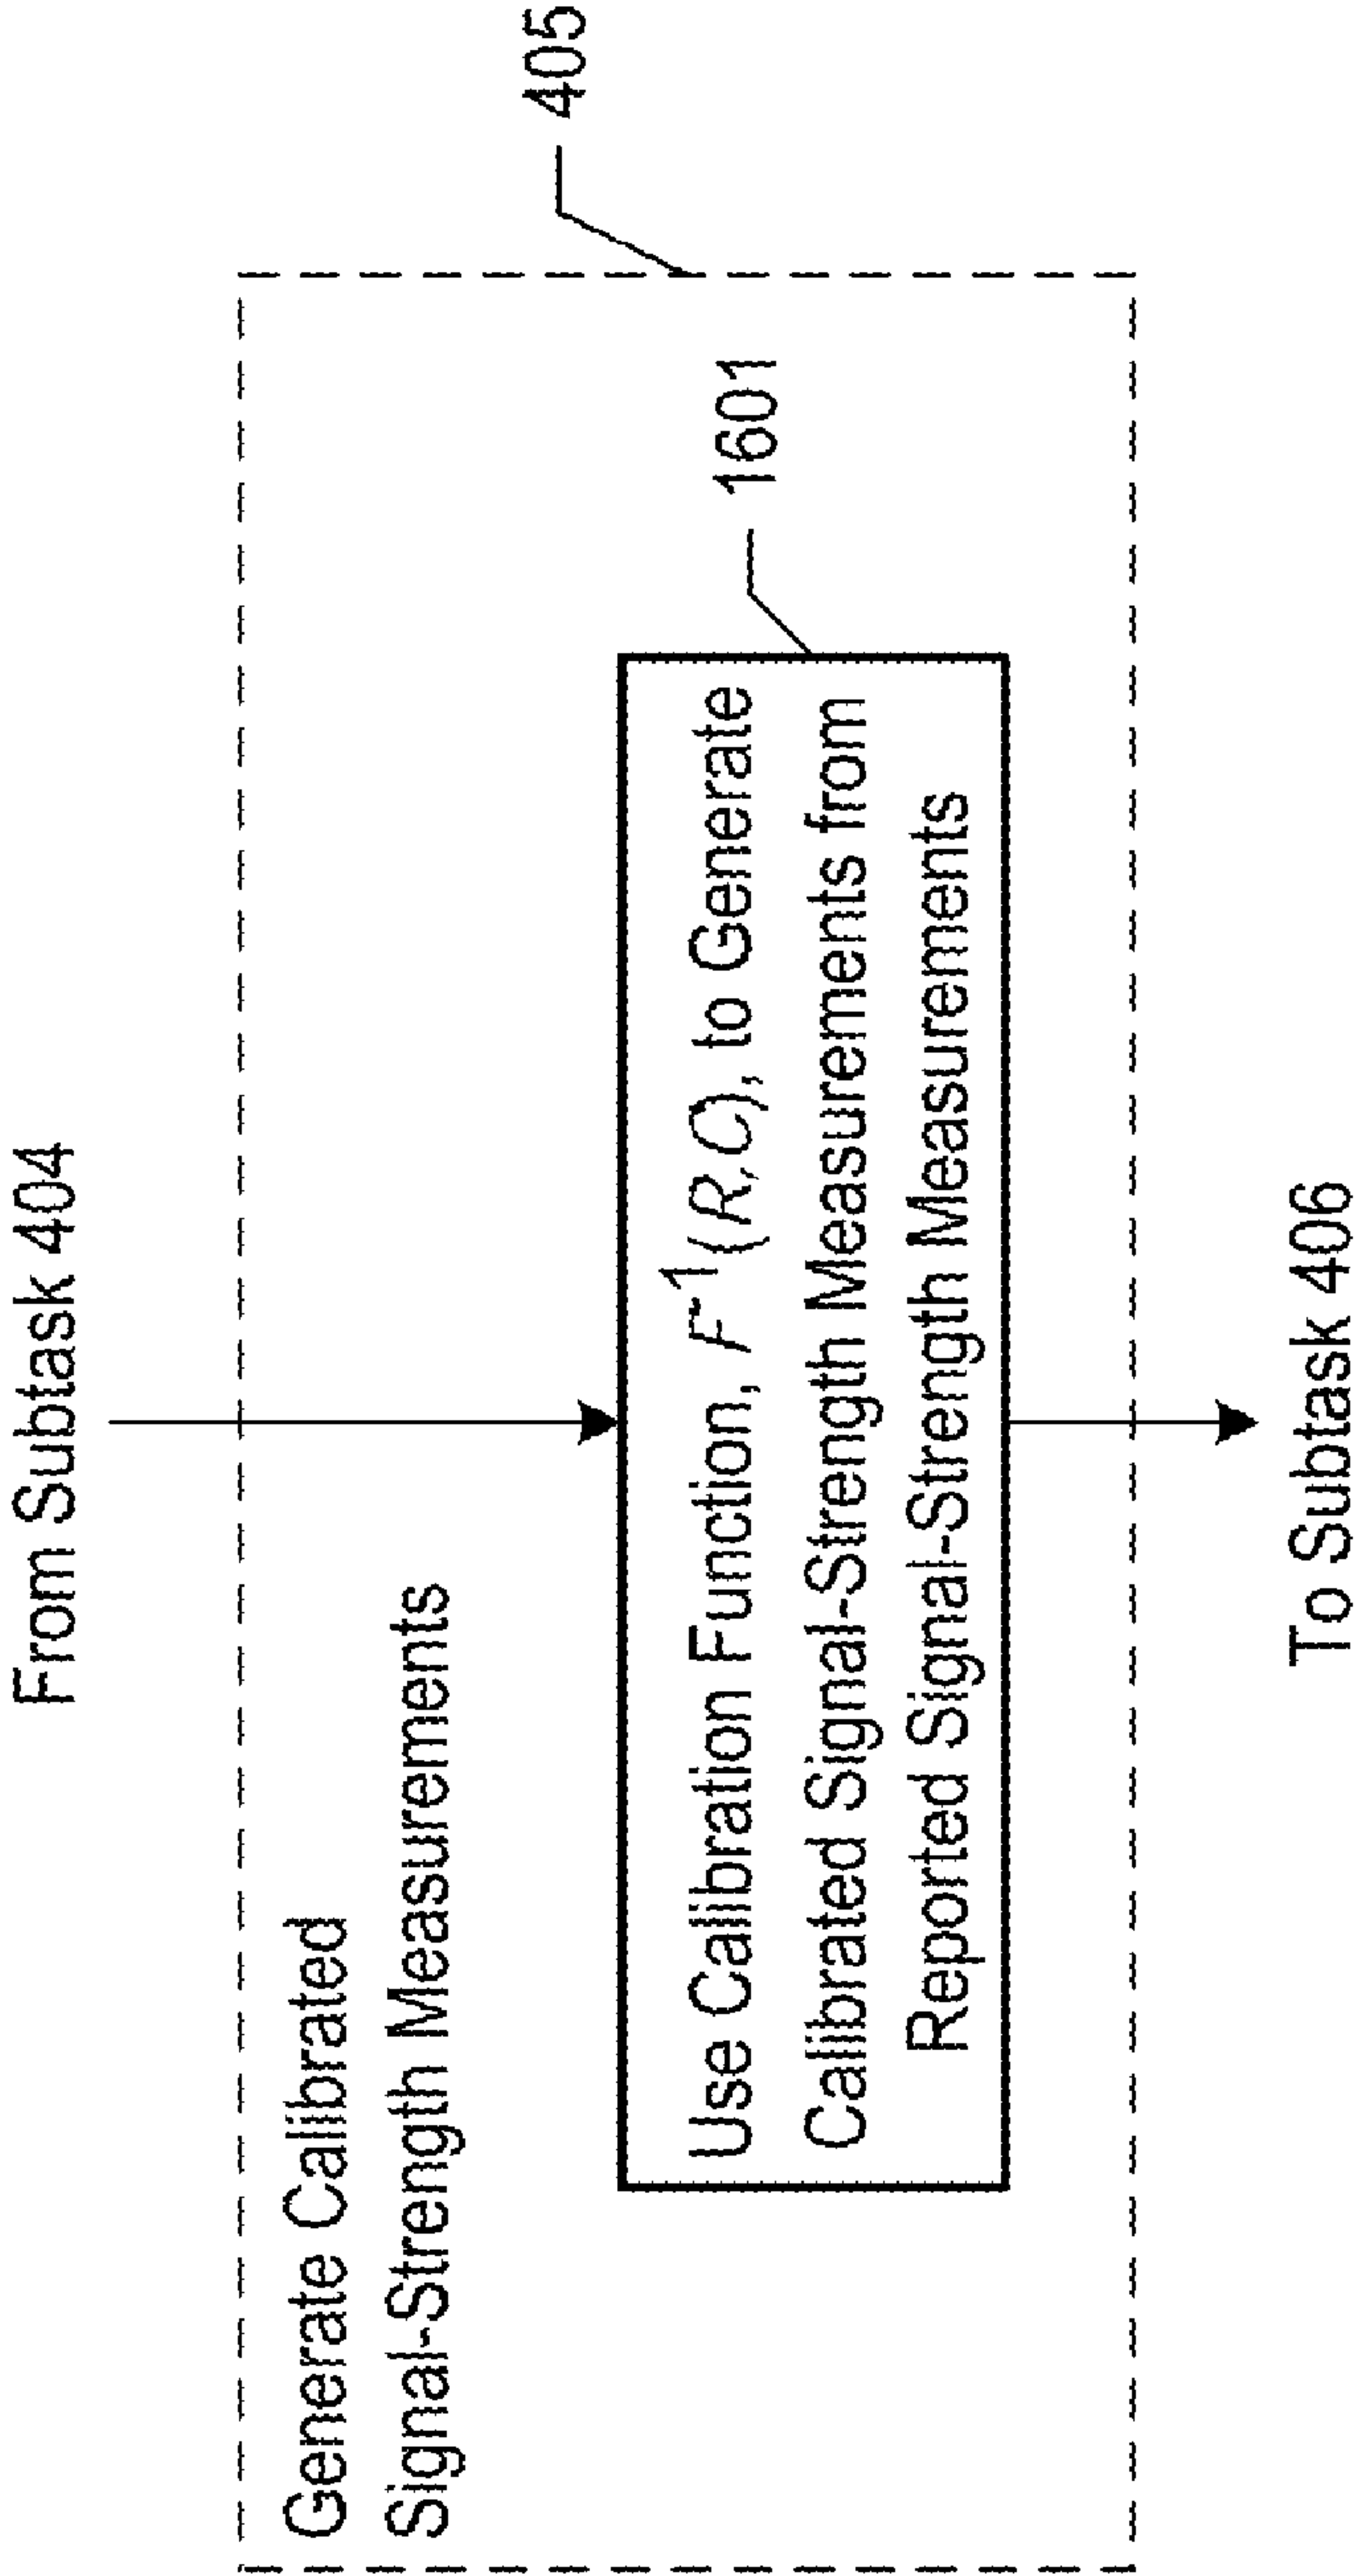 From Subtask 404
Generate Calibrated
Signal-Strength Measurements
405
1601
Use Calibration Function, F⁻¹(R,C), to Generate
Calibrated Signal-Strength Measurements from
Reported Signal-Strength Measurements
To Subtask 406